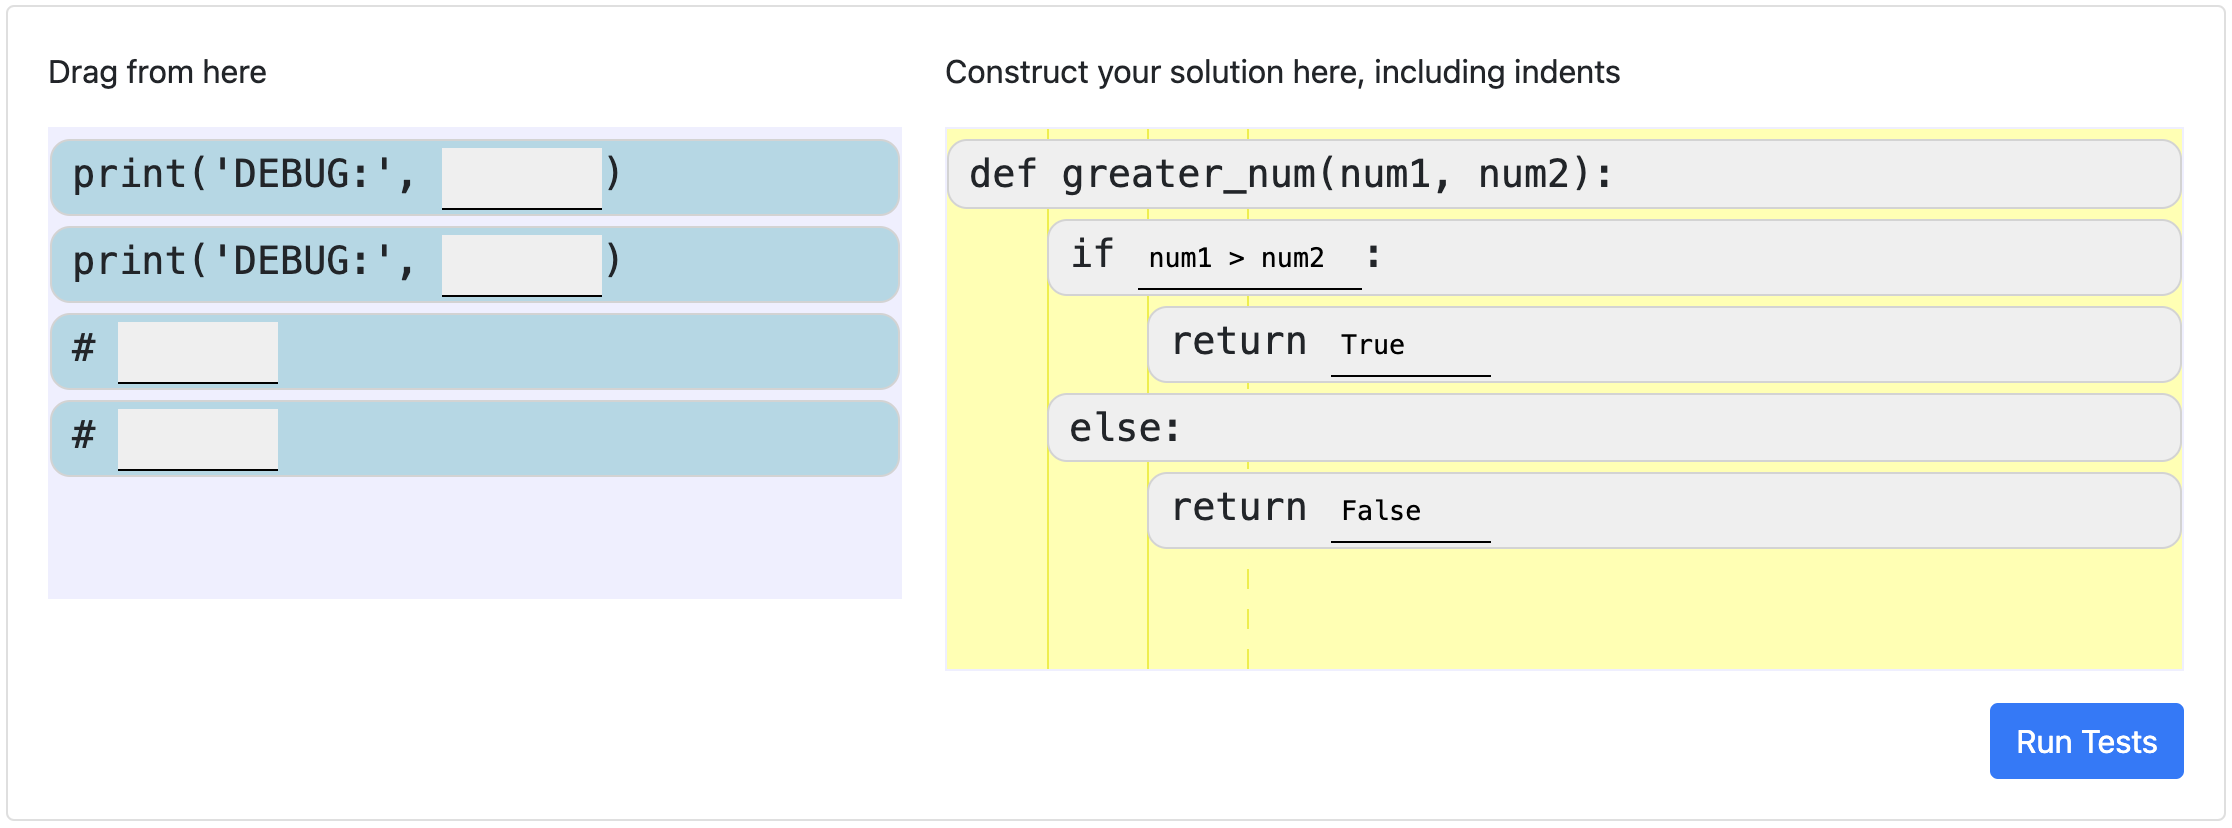 Drag from here
print('DEBUG:', )
print('DEBUG:', )
#
#
Construct your solution here, including indents
def greater_num(num1, num2):
if num1 > num2 :
return True
else:
return False
Run Tests